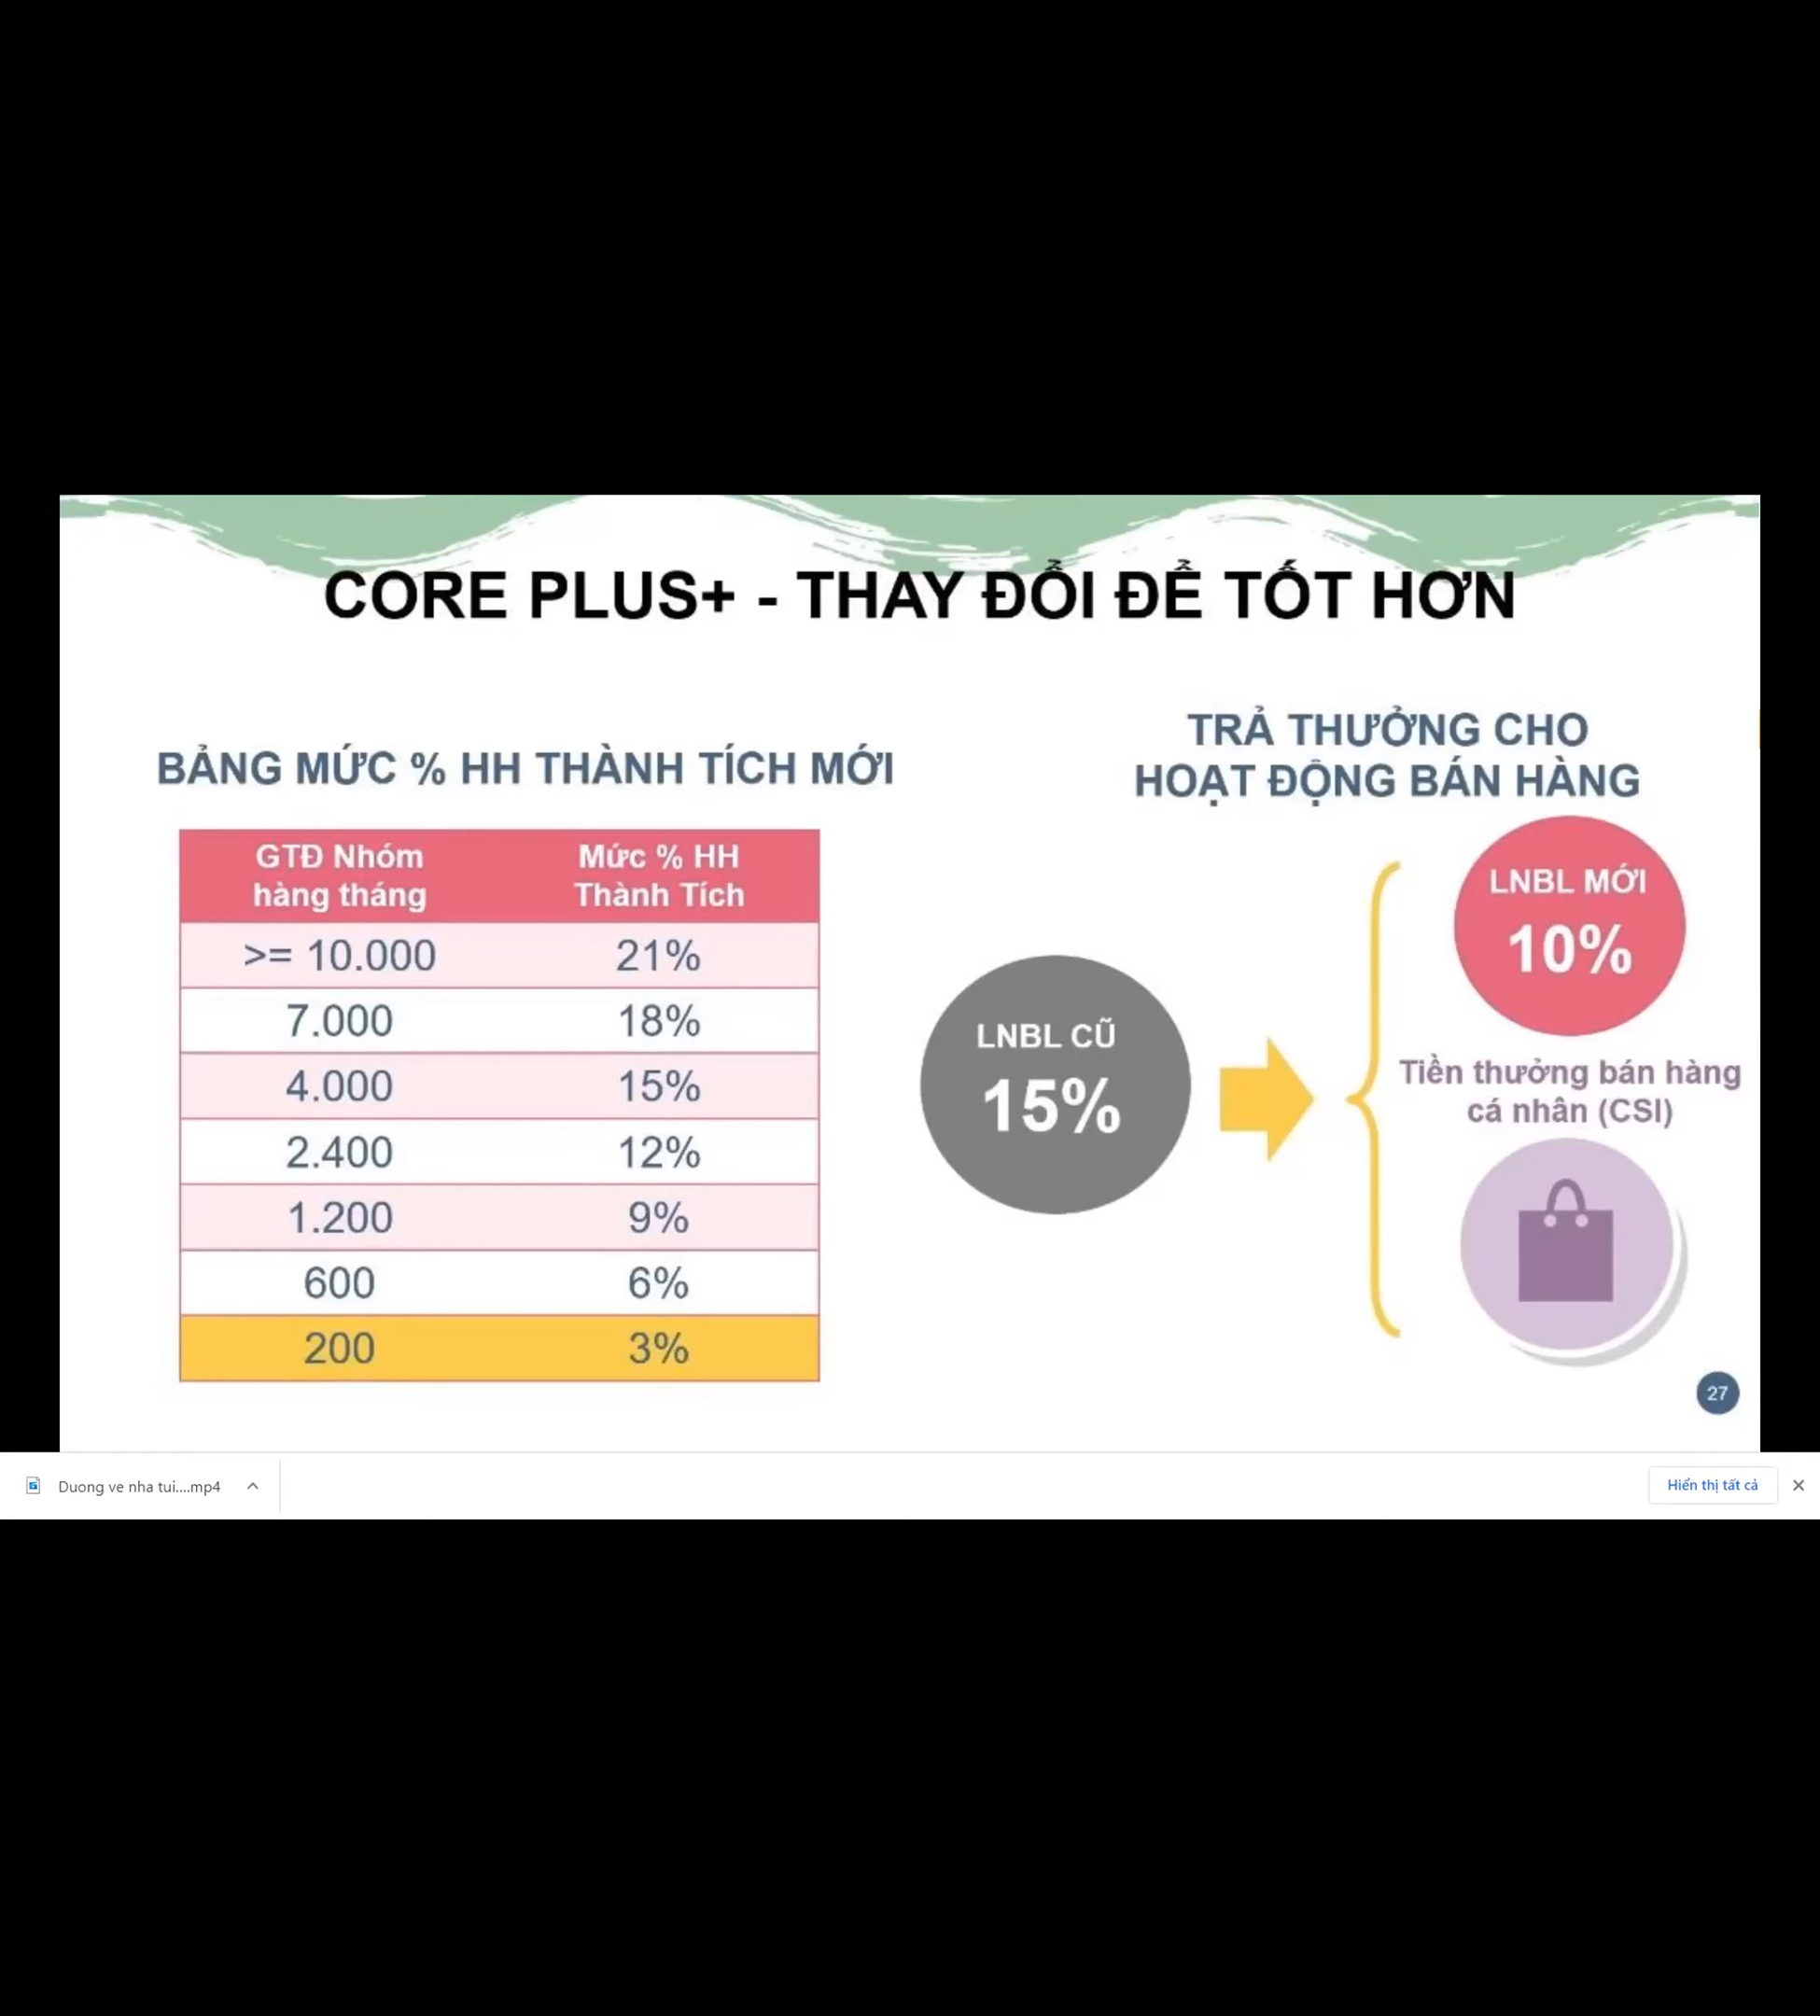 CORE PLUS+ - THAY ĐỔI ĐỂ TỐT HƠN
BẢNG MỨC % HH THÀNH TÍCH MỚI
GTĐ Nhóm
hàng tháng
Mức % HH
Thành Tích
>= 10.000 21%
7.000 18%
4.000 15%
2.400 12%
1.200 9%
600 6%
200 3%
TRẢ THƯỞNG CHO
HOẠT ĐỘNG BÁN HÀNG
LNBL CŨ
15%
LNBL MỚI
10%
Tiền thưởng bán hàng
cá nhân (CSI)
27
Duong ve nha tui....mp4
Hiển thị tất cả